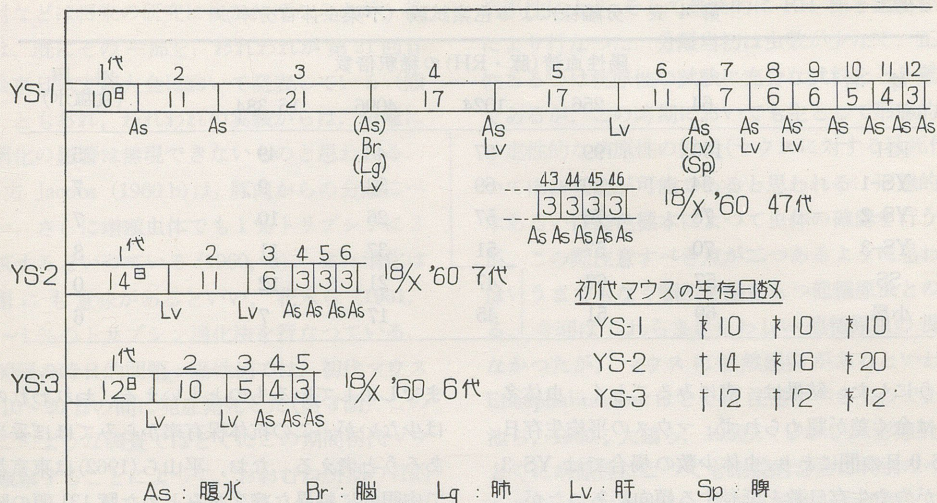 1代 2 3 4 5 6 7 8 9 10 11 12
YS-1 10日 11 21 17 17 11 7 6 6 5 4 3
As As (As) As Lv As As As As As As As
Br (Lv) Lv Lv
(Lg) (Sp)
Lv
43 44 45 46
3 3 3 3 18/X '60 47代
As As As As As
1代 2 3 4 5 6
YS-2 14日 11 6 3 3 3 18/X '60 7代
Lv Lv As As As As
1代 2 3 4 5
YS-3 12日 10 5 4 3 18/X '60 6代
Lv Lv As As As
初代マウスの生存日数
YS-1 †10 †10 †10
YS-2 †14 †16 †20
YS-3 †12 †12 †12
As : 腹水 Br : 脳 Lg : 肺 Lv : 肝 Sp : 脾